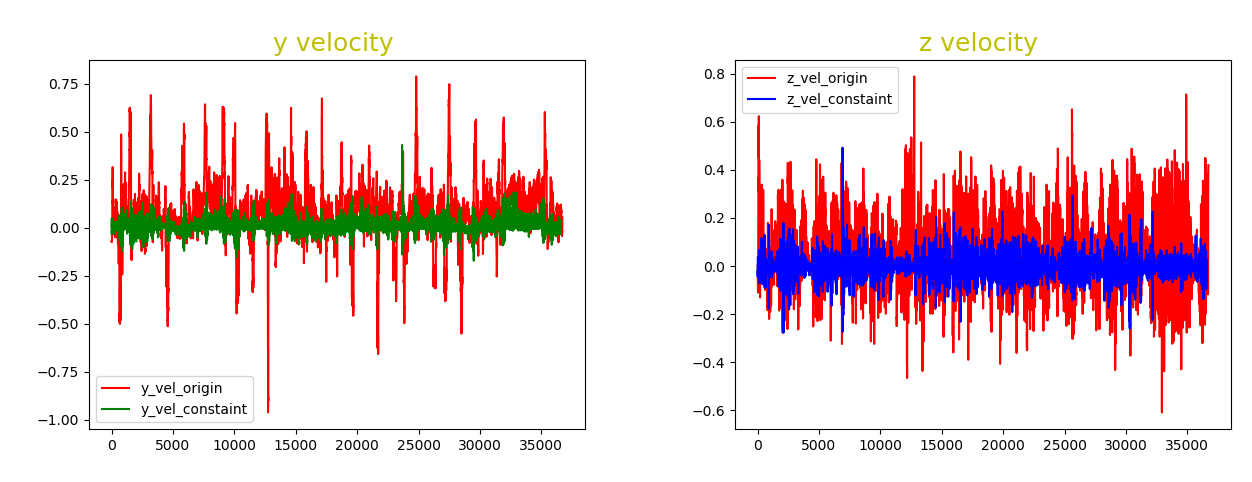 y velocity
0.75
0.50
0.25
0.00
−0.25
−0.50
−0.75
−1.00
y_vel_origin
y_vel_constaint
0 5000 10000 15000 20000 25000 30000 35000
z velocity
z_vel_origin
z_vel_constaint
0.8
0.6
0.4
0.2
0.0
−0.2
−0.4
−0.6
0 5000 10000 15000 20000 25000 30000 35000